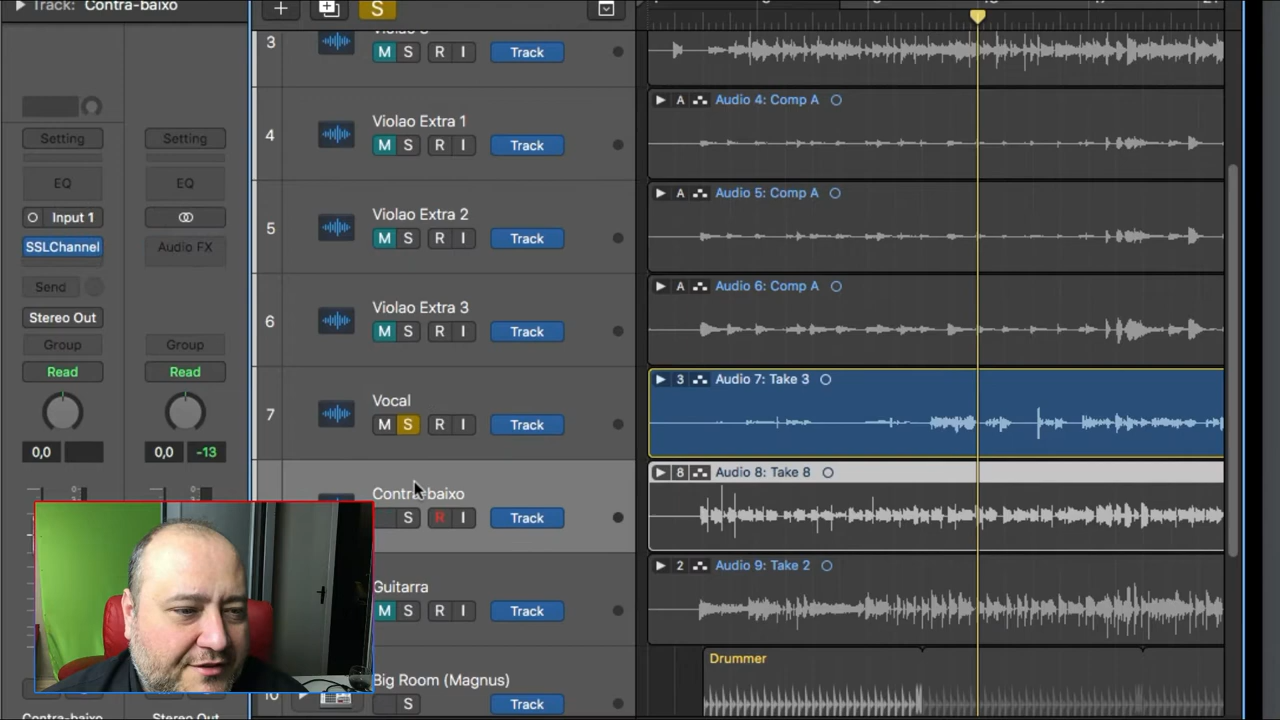 Track: Contra-baixo
S
3
M S R I Track
Audio 4: Comp A
A
4
Violao Extra 1
M S R I Track
Setting Setting
EQ EQ
Input 1
SSLChannel Audio FX
Send
Stereo Out
Group Group
Read Read
0,0 0,0 -13
A Audio 5: Comp A
5
Violao Extra 2
M S R I Track
A Audio 6: Comp A
6
Violao Extra 3
M S R I Track
3 Audio 7: Take 3
7
Vocal
M S R I Track
8 Audio 8: Take 8
Contra-baixo
S R I Track
2 Audio 9: Take 2
Guitarra
M S R I Track
Drummer
Big Room (Magnus)
S Track
Contra-baixo Stereo Out